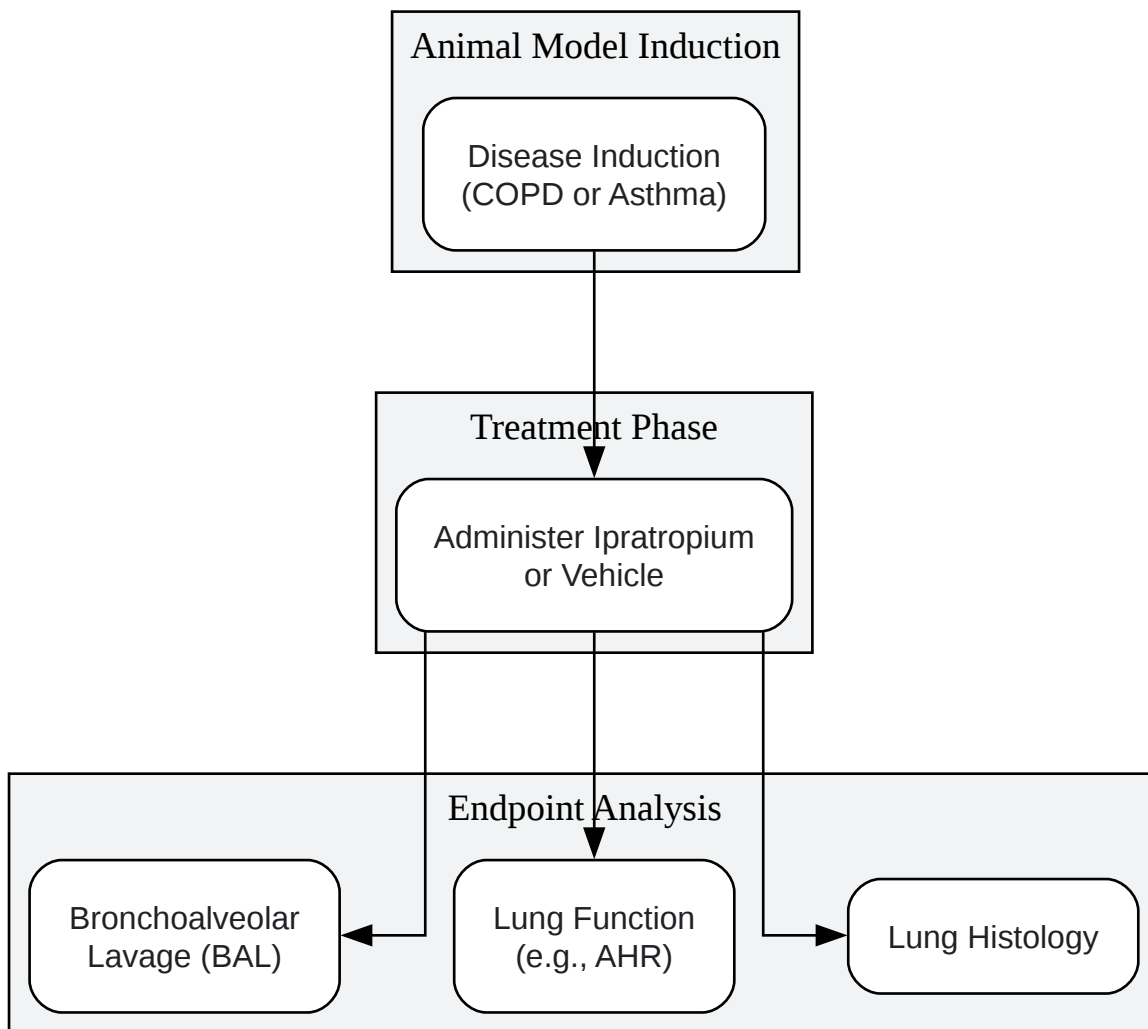 Animal Model Induction
Disease Induction
(COPD or Asthma)
Treatment Phase
Administer Ipratropium
or Vehicle
Endpoint Analysis
Bronchoalveolar
Lavage (BAL)
Lung Function
(e.g., AHR)
Lung Histology